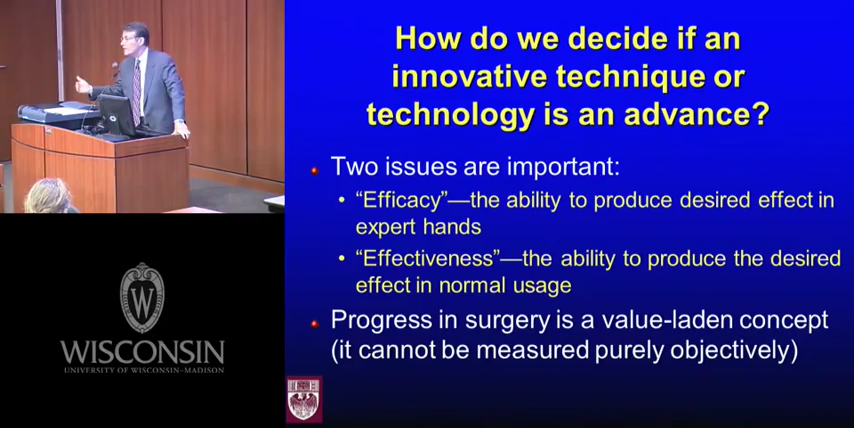 How do we decide if an
innovative technique or
technology is an advance?
Two issues are important:
• “Efficacy”—the ability to produce desired effect in
expert hands
• “Effectiveness”—the ability to produce the desired
effect in normal usage
Progress in surgery is a value-laden concept
(it cannot be measured purely objectively)
W
WISCONSIN
UNIVERSITY OF WISCONSIN–MADISON